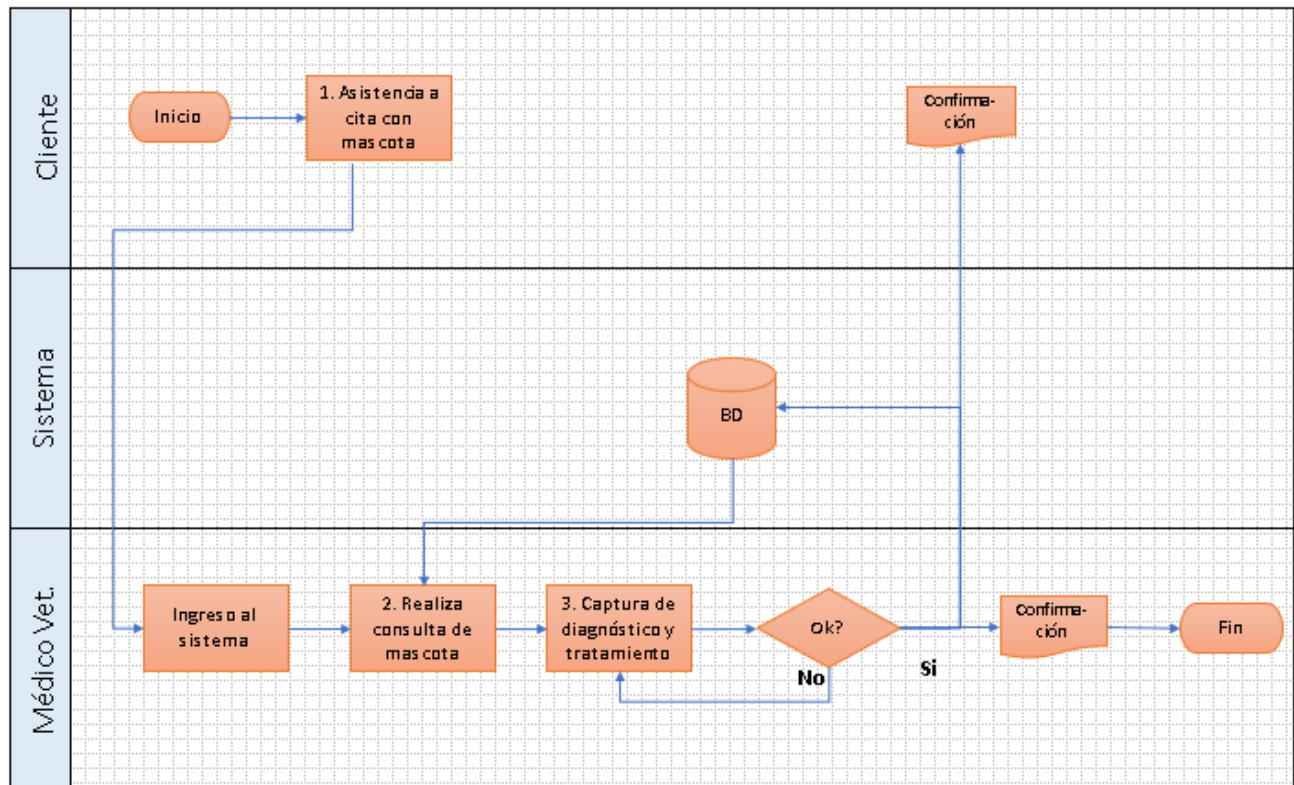 Cliente
Inicio
1. Asistencia a
cita con
mascota
Confirma-
ción
Sistema
BD
Médico Vet.
Ingreso al
sistema
2. Realiza
consulta de
mascota
3. Captura de
diagnóstico y
tratamiento
Ok?
No
Si
Confirma-
ción
Fin